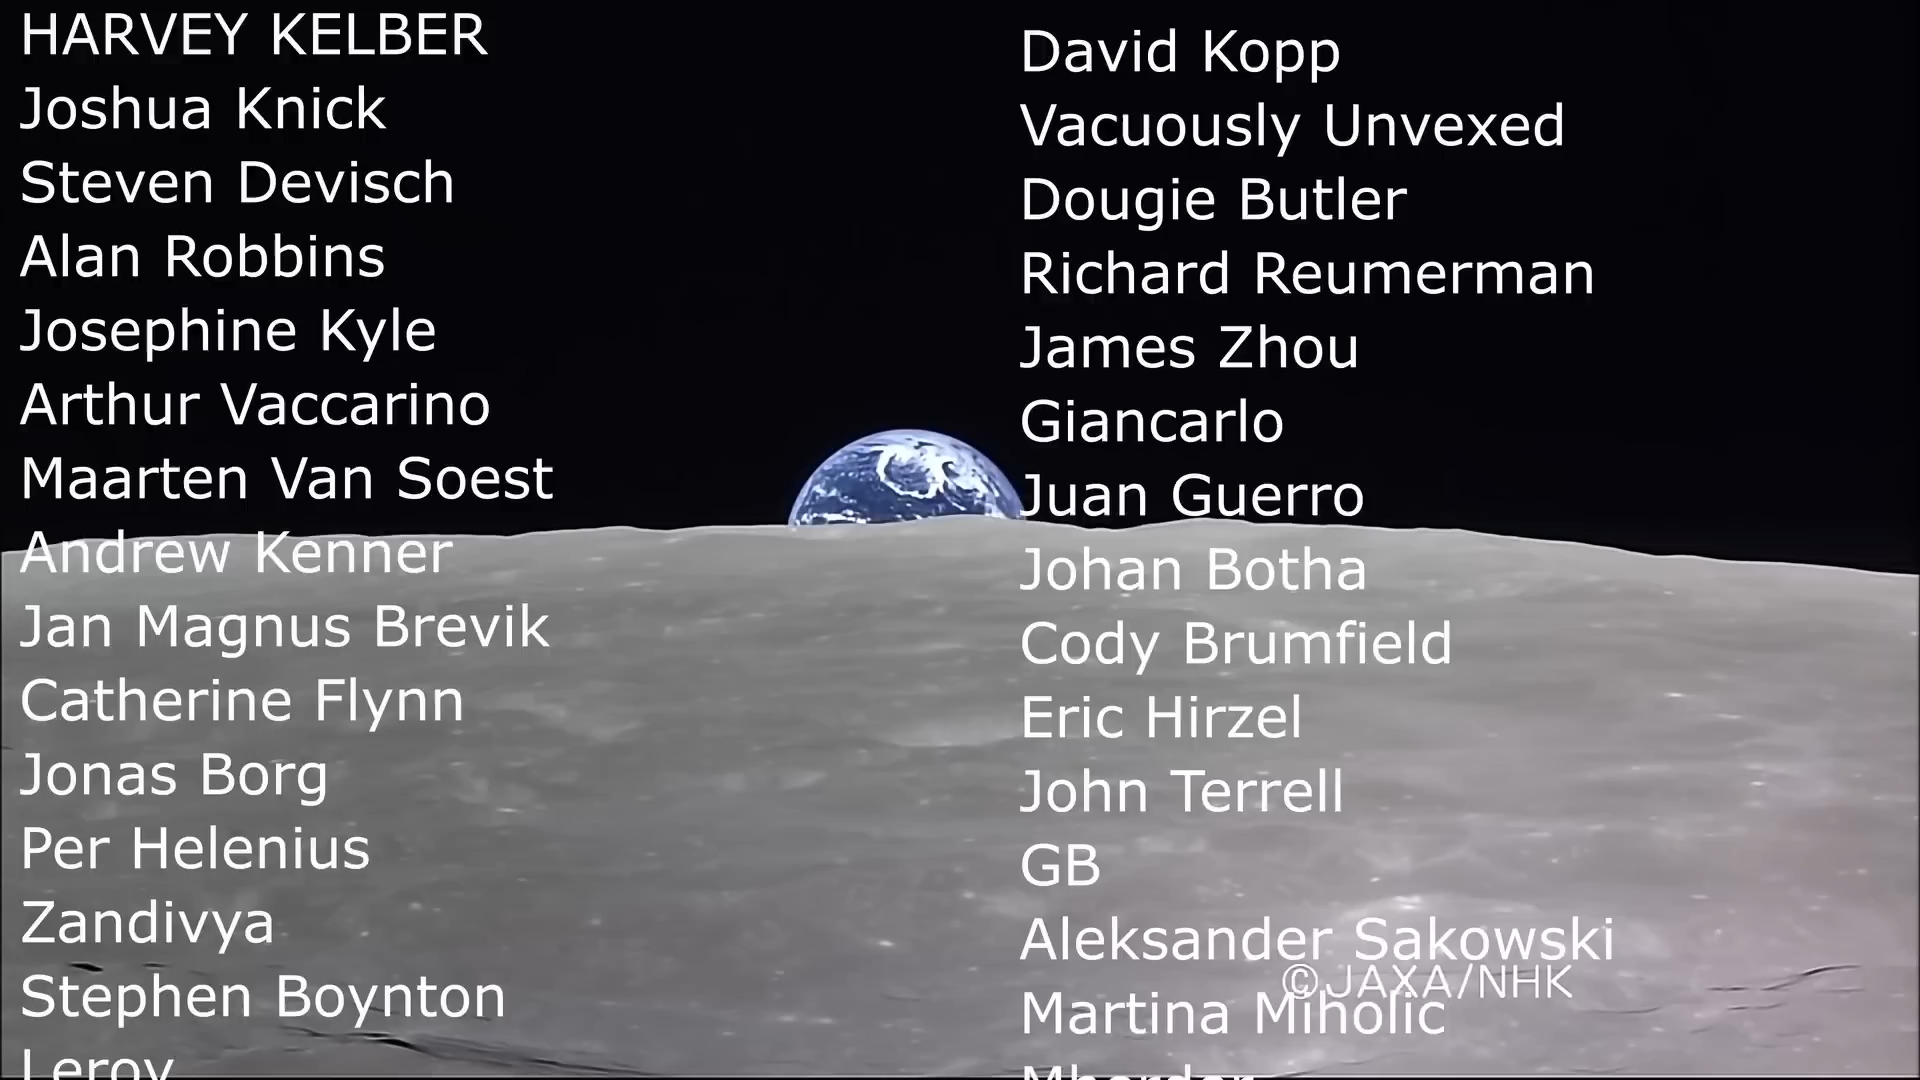 HARVEY KELBER
Joshua Knick
Steven Devisch
Alan Robbins
Josephine Kyle
Arthur Vaccarino
Maarten Van Soest
Andrew Kenner
Jan Magnus Brevik
Catherine Flynn
Jonas Borg
Per Helenius
Zandivya
Stephen Boynton
Leroy
David Kopp
Vacuously Unvexed
Dougie Butler
Richard Reumerman
James Zhou
Giancarlo
Juan Guerro
Johan Botha
Cody Brumfield
Eric Hirzel
John Terrell
GB
Aleksander Sakowski
©JAXA/NHK
Martina Miholic